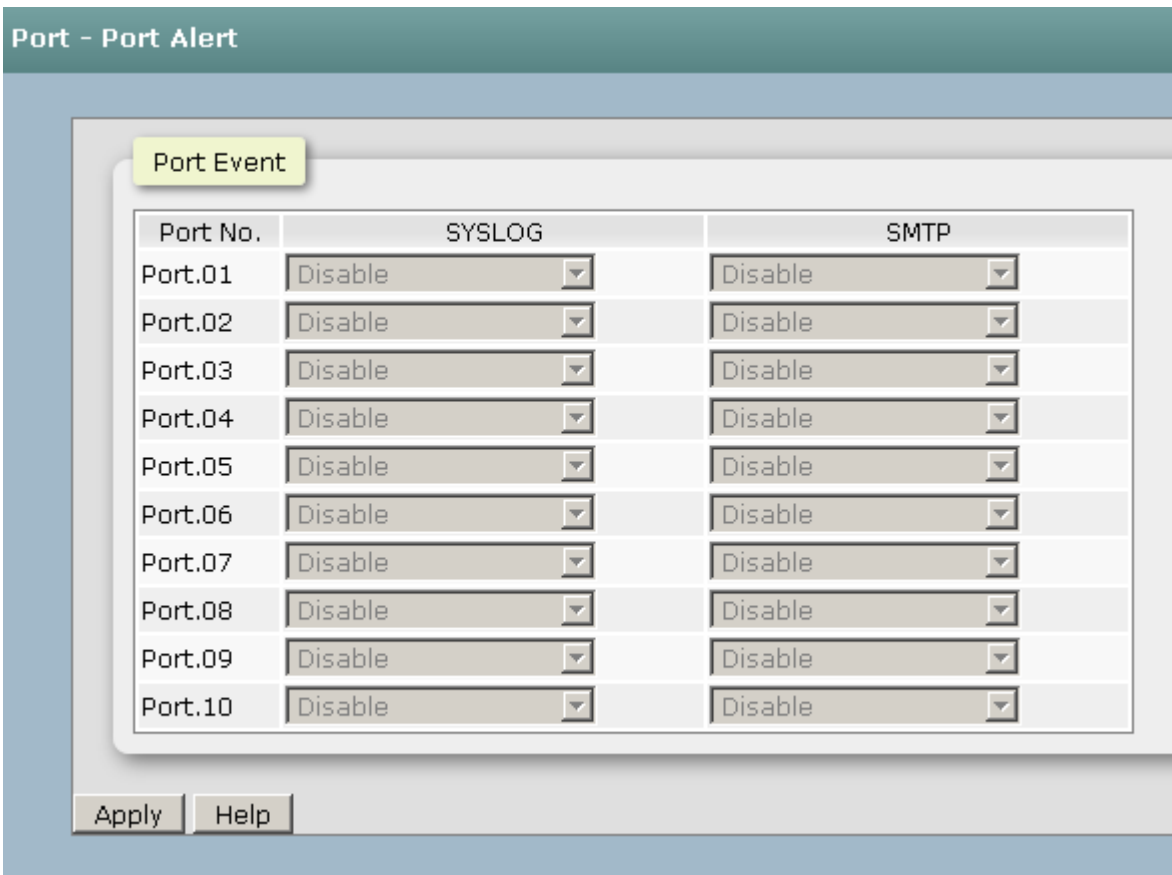 Port - Port Alert
Port Event
Port No. SYSLOG SMTP
Port.01 Disable Disable
Port.02 Disable Disable
Port.03 Disable Disable
Port.04 Disable Disable
Port.05 Disable Disable
Port.06 Disable Disable
Port.07 Disable Disable
Port.08 Disable Disable
Port.09 Disable Disable
Port.10 Disable Disable
Apply Help